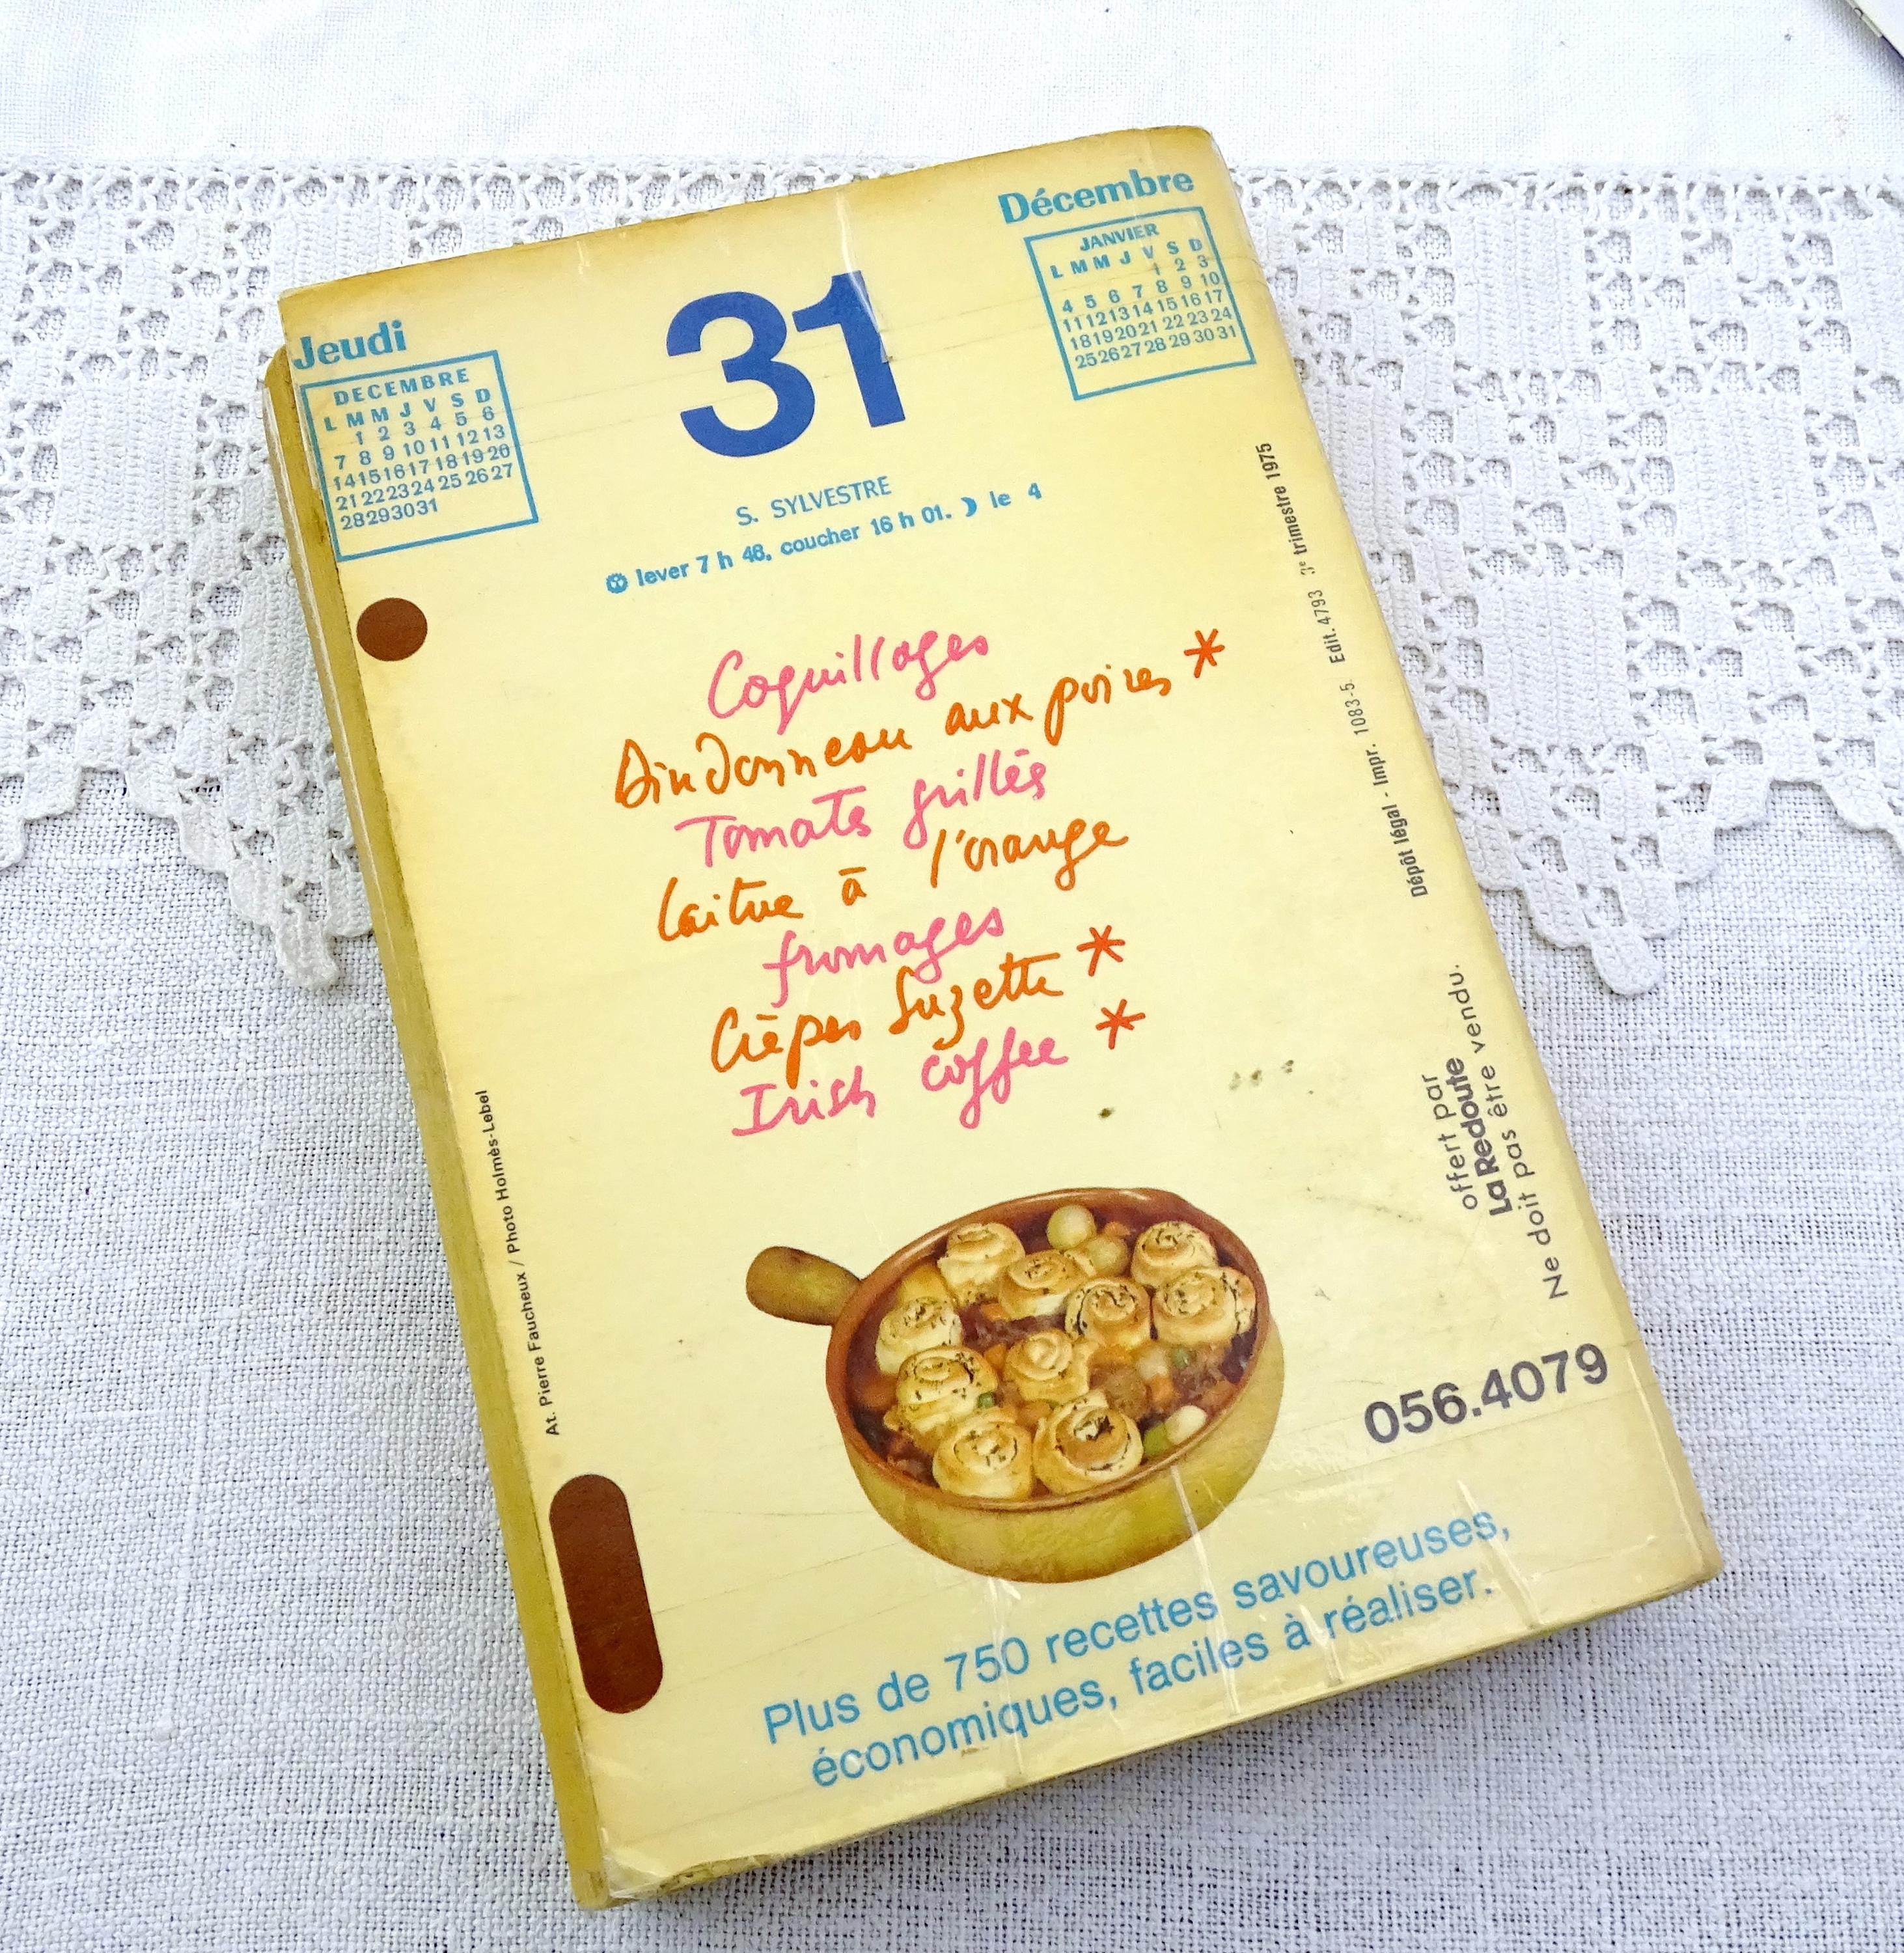 Jeudi
Décembre
DECEMBRE
L M M J V S D
1 2 3 4 5 6
7 8 9 10 11 12 13
14 15 16 17 18 19 20
21 22 23 24 25 26 27
28 29 30 31
31
JANVIER
L M M J V S D
1 2 3
4 5 6 7 8 9 10
11 12 13 14 15 16 17
18 19 20 21 22 23 24
25 26 27 28 29 30 31
S. SYLVESTRE
lever 7 h 46, coucher 16 h 01. ☽ le 4
Coquillages
Dindonneau aux poires *
Tomates grillés
Laitue à l'orange
fromages
Crêpes Suzette *
Irish coffee *
Dépôt légal - Impr. 1083-5. Edit. 4793 3e trimestre 1975
At. Pierre Faucheux / Photo Holmès-Lebel
offert par
La Redoute
Ne doit pas être vendu.
056.4079
Plus de 750 recettes savoureuses,
économiques, faciles à réaliser.